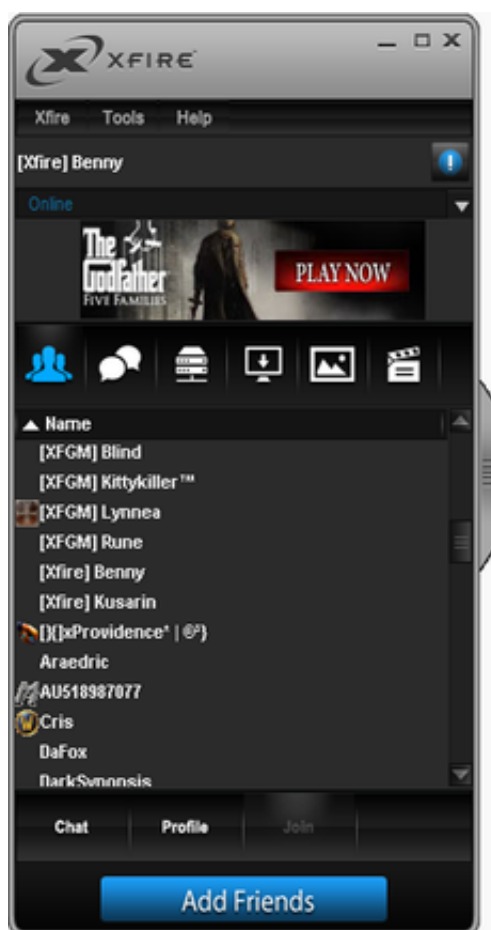 XFIRE
Xfire Tools Help
[Xfire] Benny
Online
The Godfather
FIVE FAMILIES
PLAY NOW
Name
[XFGM] Blind
[XFGM] Kittykiller™
[XFGM] Lynnea
[XFGM] Rune
[Xfire] Benny
[Xfire] Kusarin
Araedric
AU518987077
Cris
DaFox
DarkSynopsis
Chat Profile Join
Add Friends